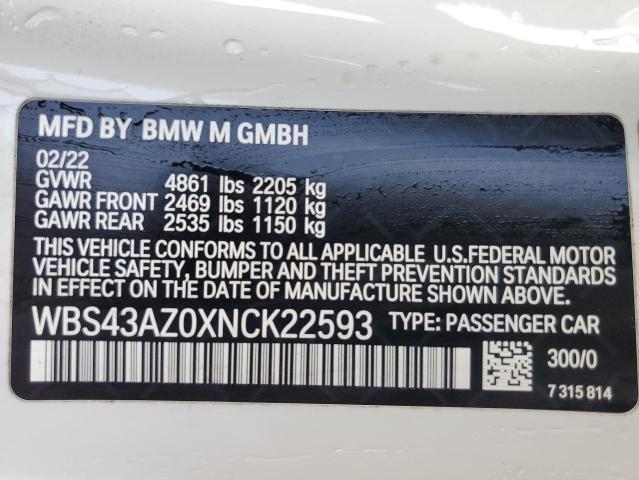 MFD BY BMW M GMBH
02/22
GVWR 4861 lbs 2205 kg
GAWR FRONT 2469 lbs 1120 kg
GAWR REAR 2535 lbs 1150 kg
THIS VEHICLE CONFORMS TO ALL APPLICABLE U.S.FEDERAL MOTOR
VEHICLE SAFETY, BUMPER AND THEFT PREVENTION STANDARDS
IN EFFECT ON THE DATE OF MANUFACTURE SHOWN ABOVE.
WBS43AZ0XNCK22593 TYPE: PASSENGER CAR
300/0
7 315 814